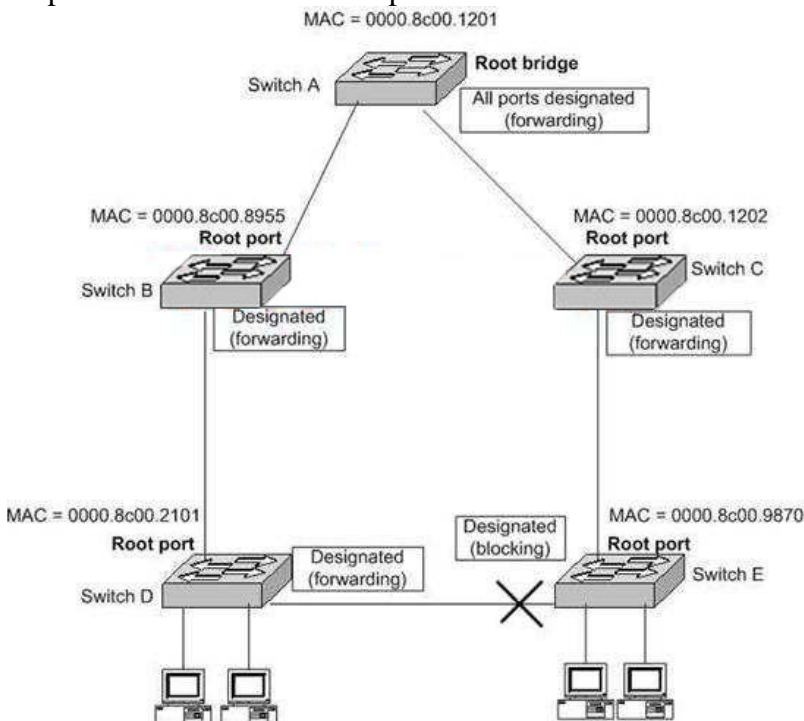 MAC = 0000.8c00.1201
Root bridge
Switch A
All ports designated
(forwarding)
MAC = 0000.8c00.8955
Root port
Switch B
Designated
(forwarding)
MAC = 0000.8c00.1202
Root port
Switch C
Designated
(forwarding)
MAC = 0000.8c00.2101
Root port
Switch D
Designated
(forwarding)
Designated
(blocking)
MAC = 0000.8c00.9870
Root port
Switch E